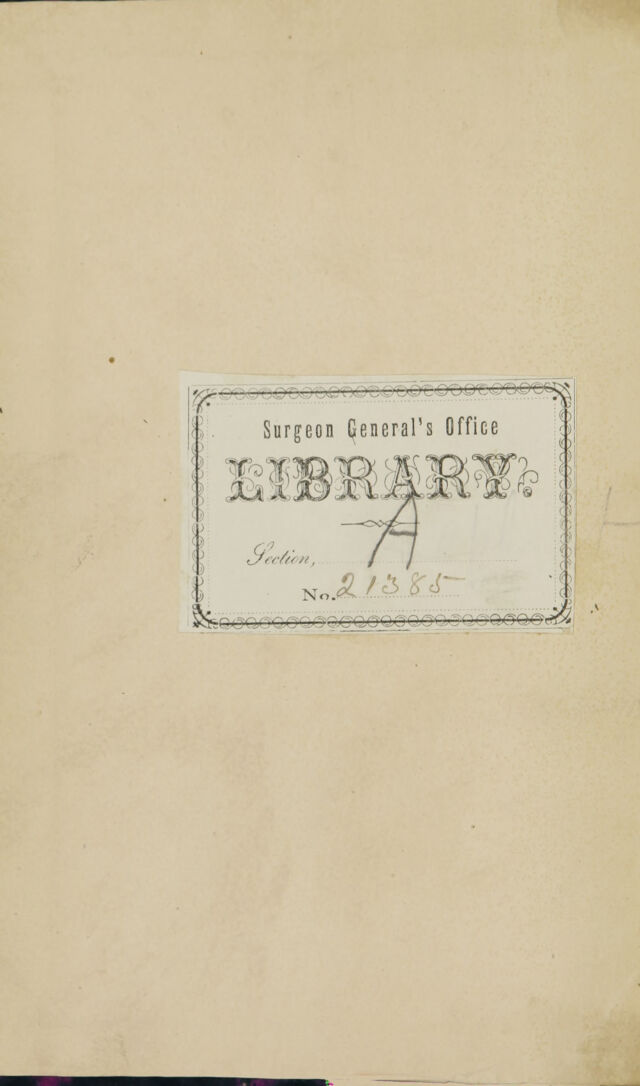 Surgeon General's Office
LIBRARY.
Section, A
No. 21385